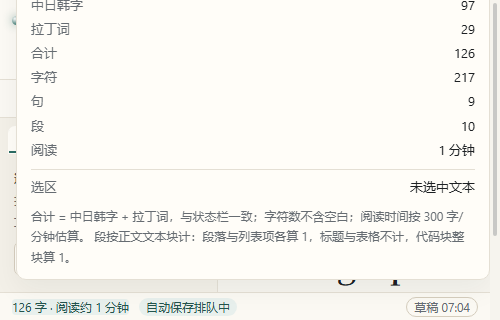 中日韩字 97
拉丁词 29
合计 126
字符 217
句 9
段 10
阅读 1 分钟
选区 未选中文本
合计 = 中日韩字 + 拉丁词，与状态栏一致；字符数不含空白；阅读时间按 300 字/
分钟估算。 段按正文文本块计：段落与列表项各算 1，标题与表格不计，代码块整
块算 1。
126 字 · 阅读约 1 分钟 自动保存排队中 草稿 07:04